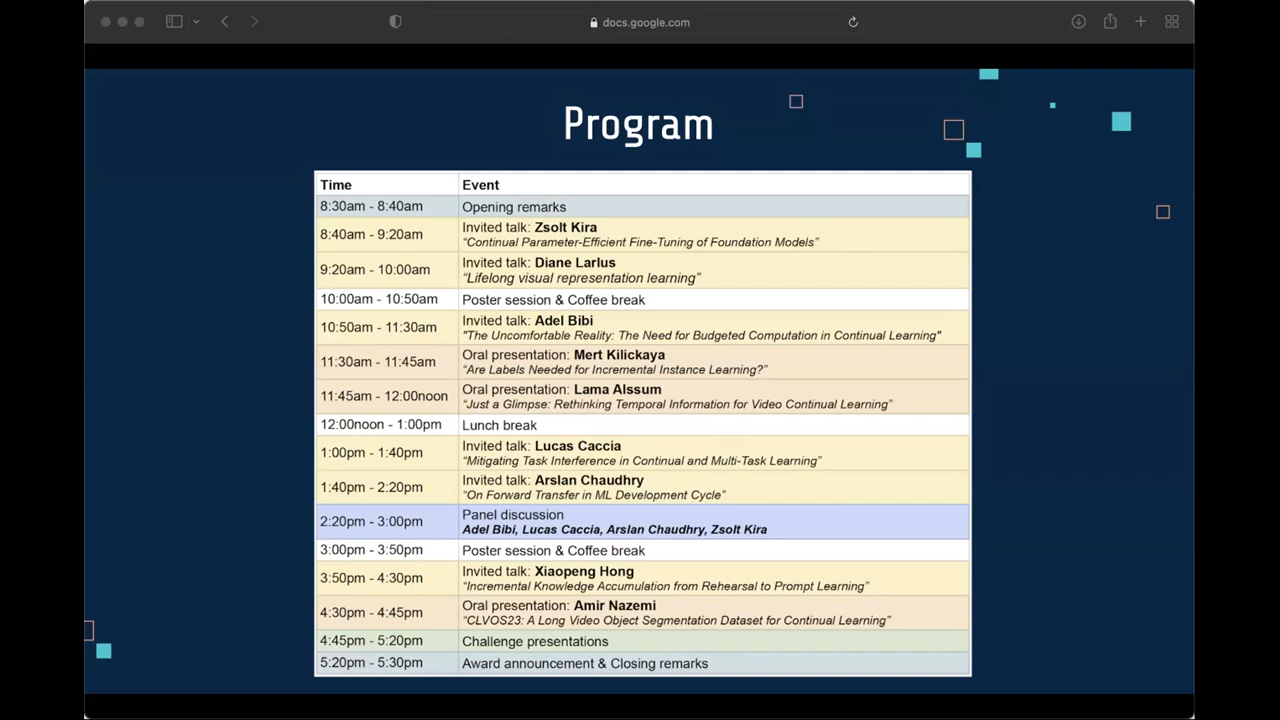 docs.google.com
Program
Time Event
8:30am - 8:40am Opening remarks
8:40am - 9:20am Invited talk: Zsolt Kira
“Continual Parameter-Efficient Fine-Tuning of Foundation Models”
9:20am - 10:00am Invited talk: Diane Larlus
“Lifelong visual representation learning”
10:00am - 10:50am Poster session & Coffee break
10:50am - 11:30am Invited talk: Adel Bibi
"The Uncomfortable Reality: The Need for Budgeted Computation in Continual Learning"
11:30am - 11:45am Oral presentation: Mert Kilickaya
“Are Labels Needed for Incremental Instance Learning?”
11:45am - 12:00noon Oral presentation: Lama Alssum
“Just a Glimpse: Rethinking Temporal Information for Video Continual Learning”
12:00noon - 1:00pm Lunch break
1:00pm - 1:40pm Invited talk: Lucas Caccia
“Mitigating Task Interference in Continual and Multi-Task Learning”
1:40pm - 2:20pm Invited talk: Arslan Chaudhry
“On Forward Transfer in ML Development Cycle”
2:20pm - 3:00pm Panel discussion
Adel Bibi, Lucas Caccia, Arslan Chaudhry, Zsolt Kira
3:00pm - 3:50pm Poster session & Coffee break
3:50pm - 4:30pm Invited talk: Xiaopeng Hong
“Incremental Knowledge Accumulation from Rehearsal to Prompt Learning”
4:30pm - 4:45pm Oral presentation: Amir Nazemi
“CLVOS23: A Long Video Object Segmentation Dataset for Continual Learning”
4:45pm - 5:20pm Challenge presentations
5:20pm - 5:30pm Award announcement & Closing remarks